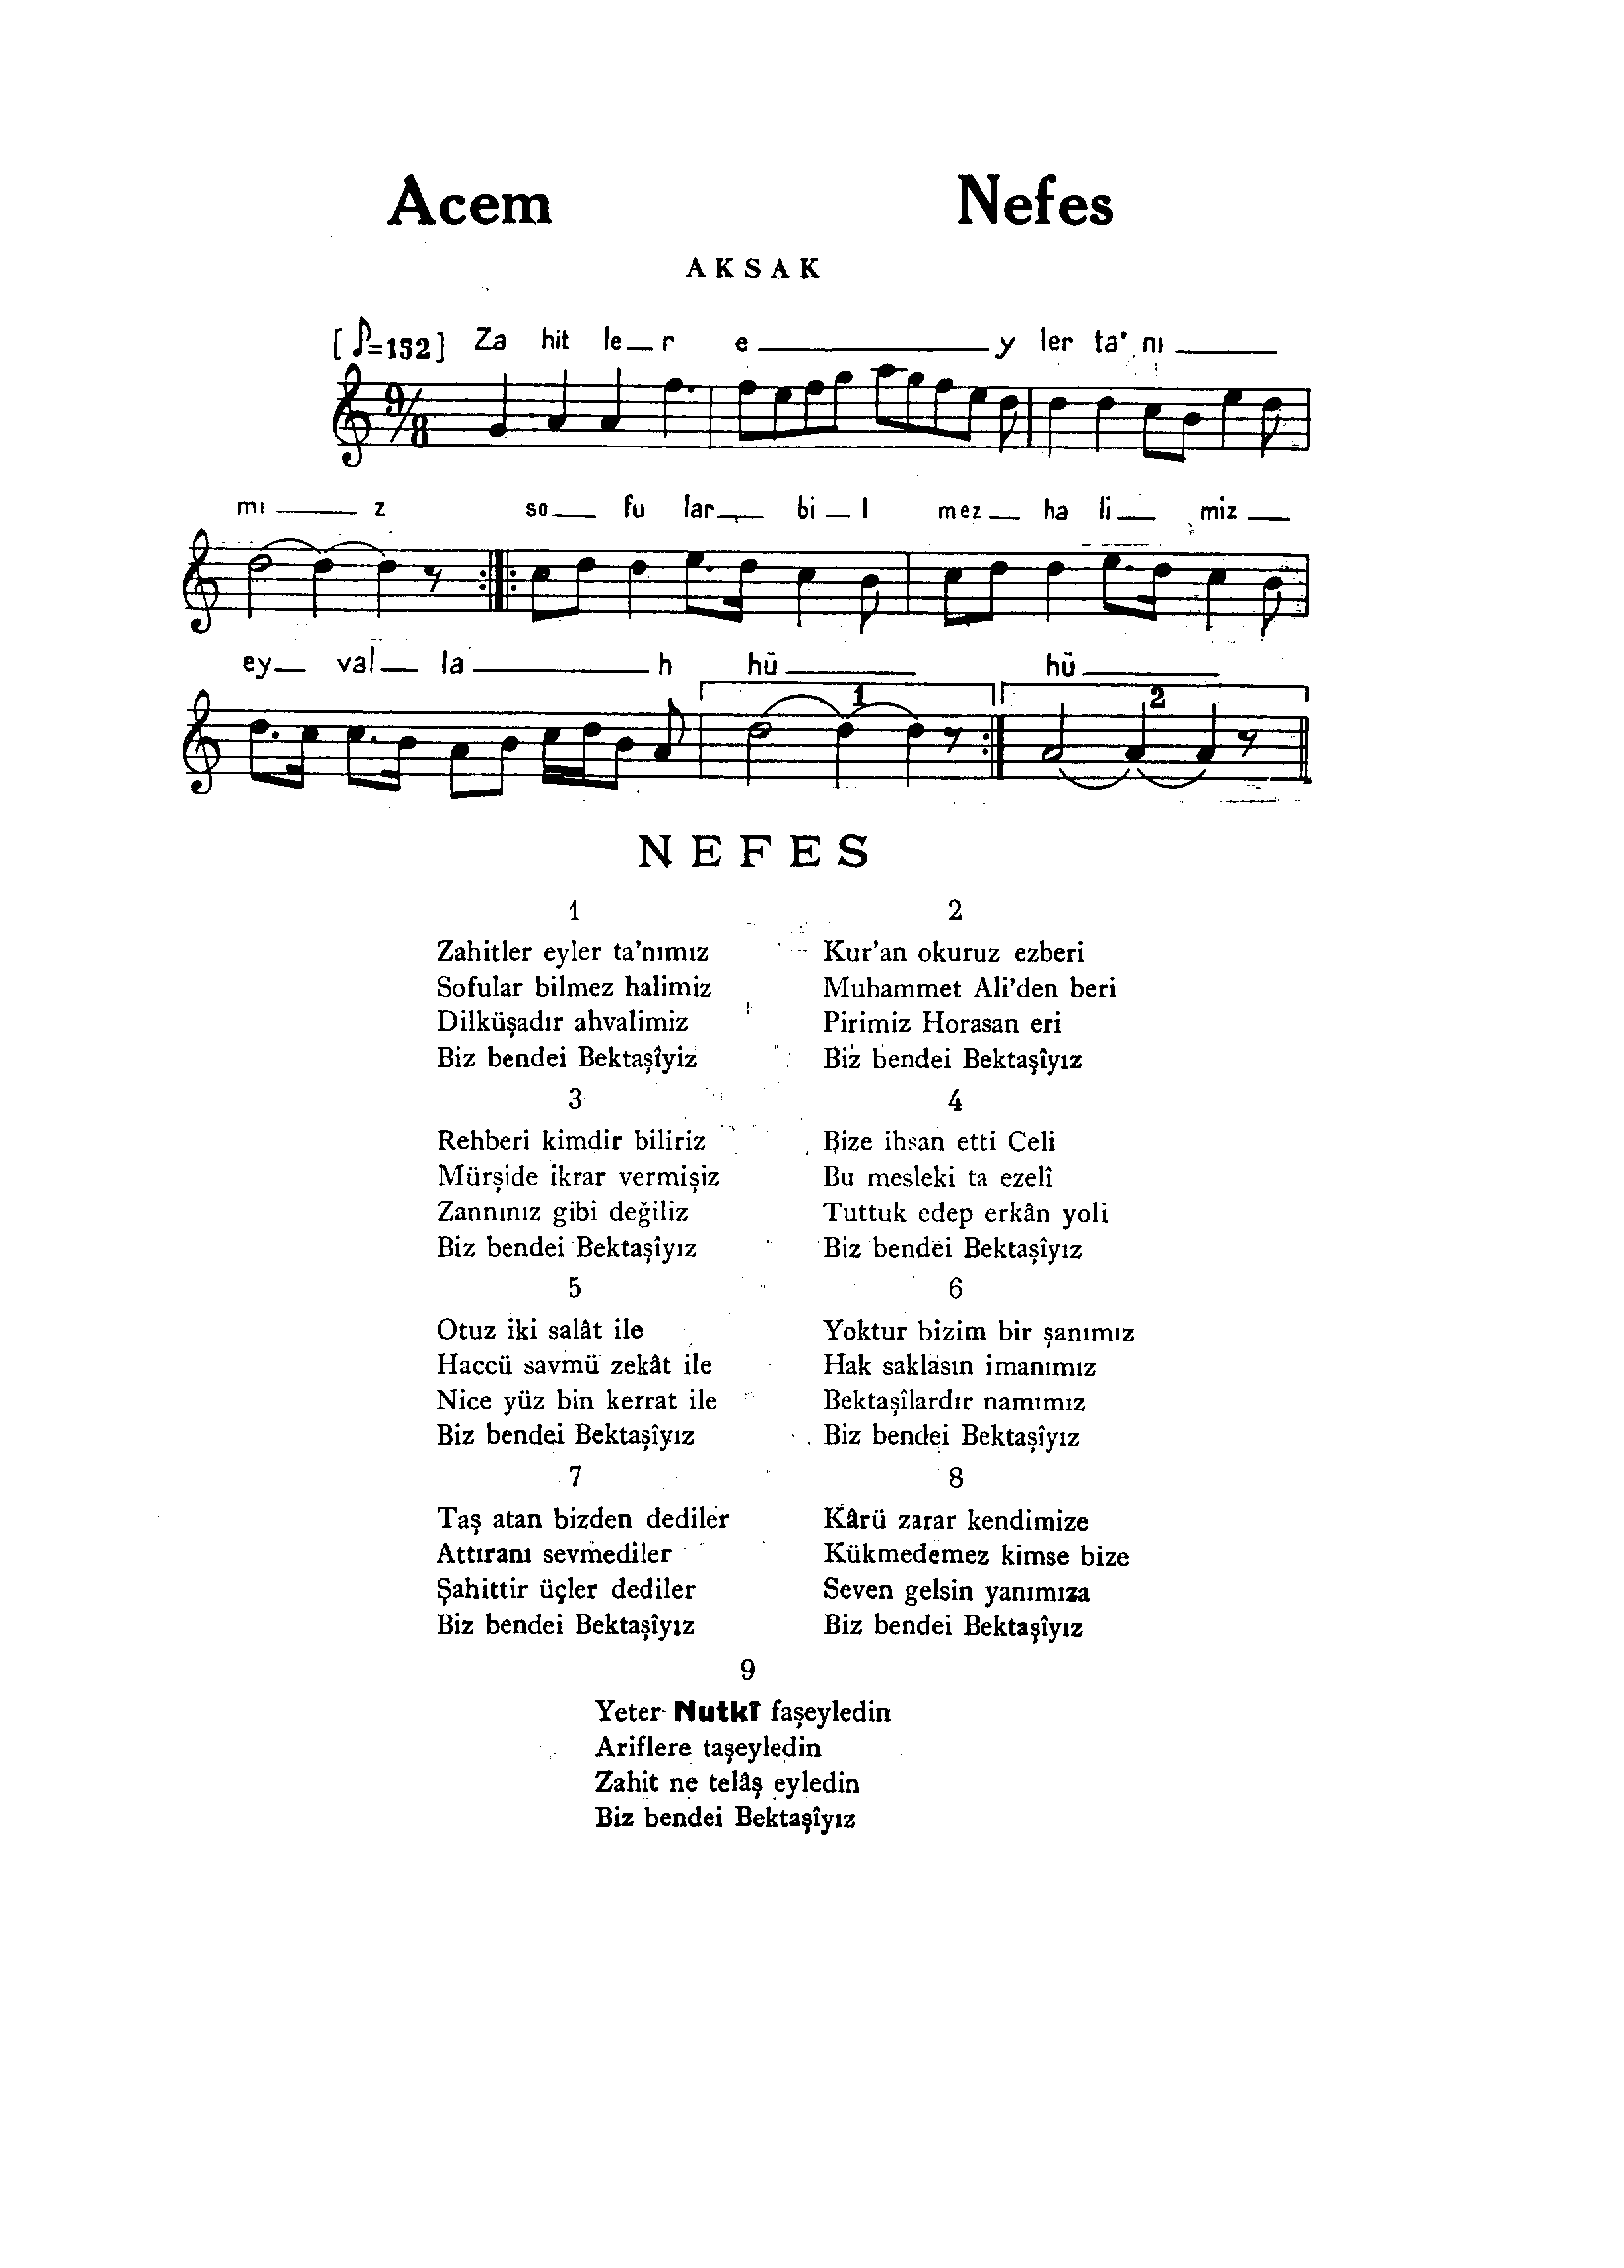 Acem Nefes
AKSAK
[♪=132] Za hit le—r e———y ler ta' nı———
9/8
mı——— z so— fu lar— bi—l mez— ha li— miz—
ey— val— la———h hü——— hü———
1 2
NEFES
1
Zahitler eyler ta'nımız
Sofular bilmez halimiz
Dilküşadır ahvalimiz
Biz bendei Bektaşîyiz
2
Kur'an okuruz ezberi
Muhammet Ali'den beri
Pirimiz Horasan eri
Biz bendei Bektaşîyız
3
Rehberi kimdir biliriz
Mürşide ikrar vermişiz
Zannınız gibi değiliz
Biz bendei Bektaşîyız
4
Bize ihsan etti Celi
Bu mesleki ta ezelî
Tuttuk edep erkân yoli
Biz bendei Bektaşîyız
5
Otuz iki salât ile
Haccü savmü zekât ile
Nice yüz bin kerrat ile
Biz bendei Bektaşîyız
6
Yoktur bizim bir şanımız
Hak saklasın imanımız
Bektaşîlardır namımız
Biz bendei Bektaşîyız
7
Taş atan bizden dediler
Attıranı sevmediler
Şahittir üçler dediler
Biz bendei Bektaşîyız
8
Kârü zarar kendimize
Kükmedemez kimse bize
Seven gelsin yanımıza
Biz bendei Bektaşîyız
9
Yeter Nutkî faşeyledin
Ariflere taşeyledin
Zahit ne telâş eyledin
Biz bendei Bektaşîyız